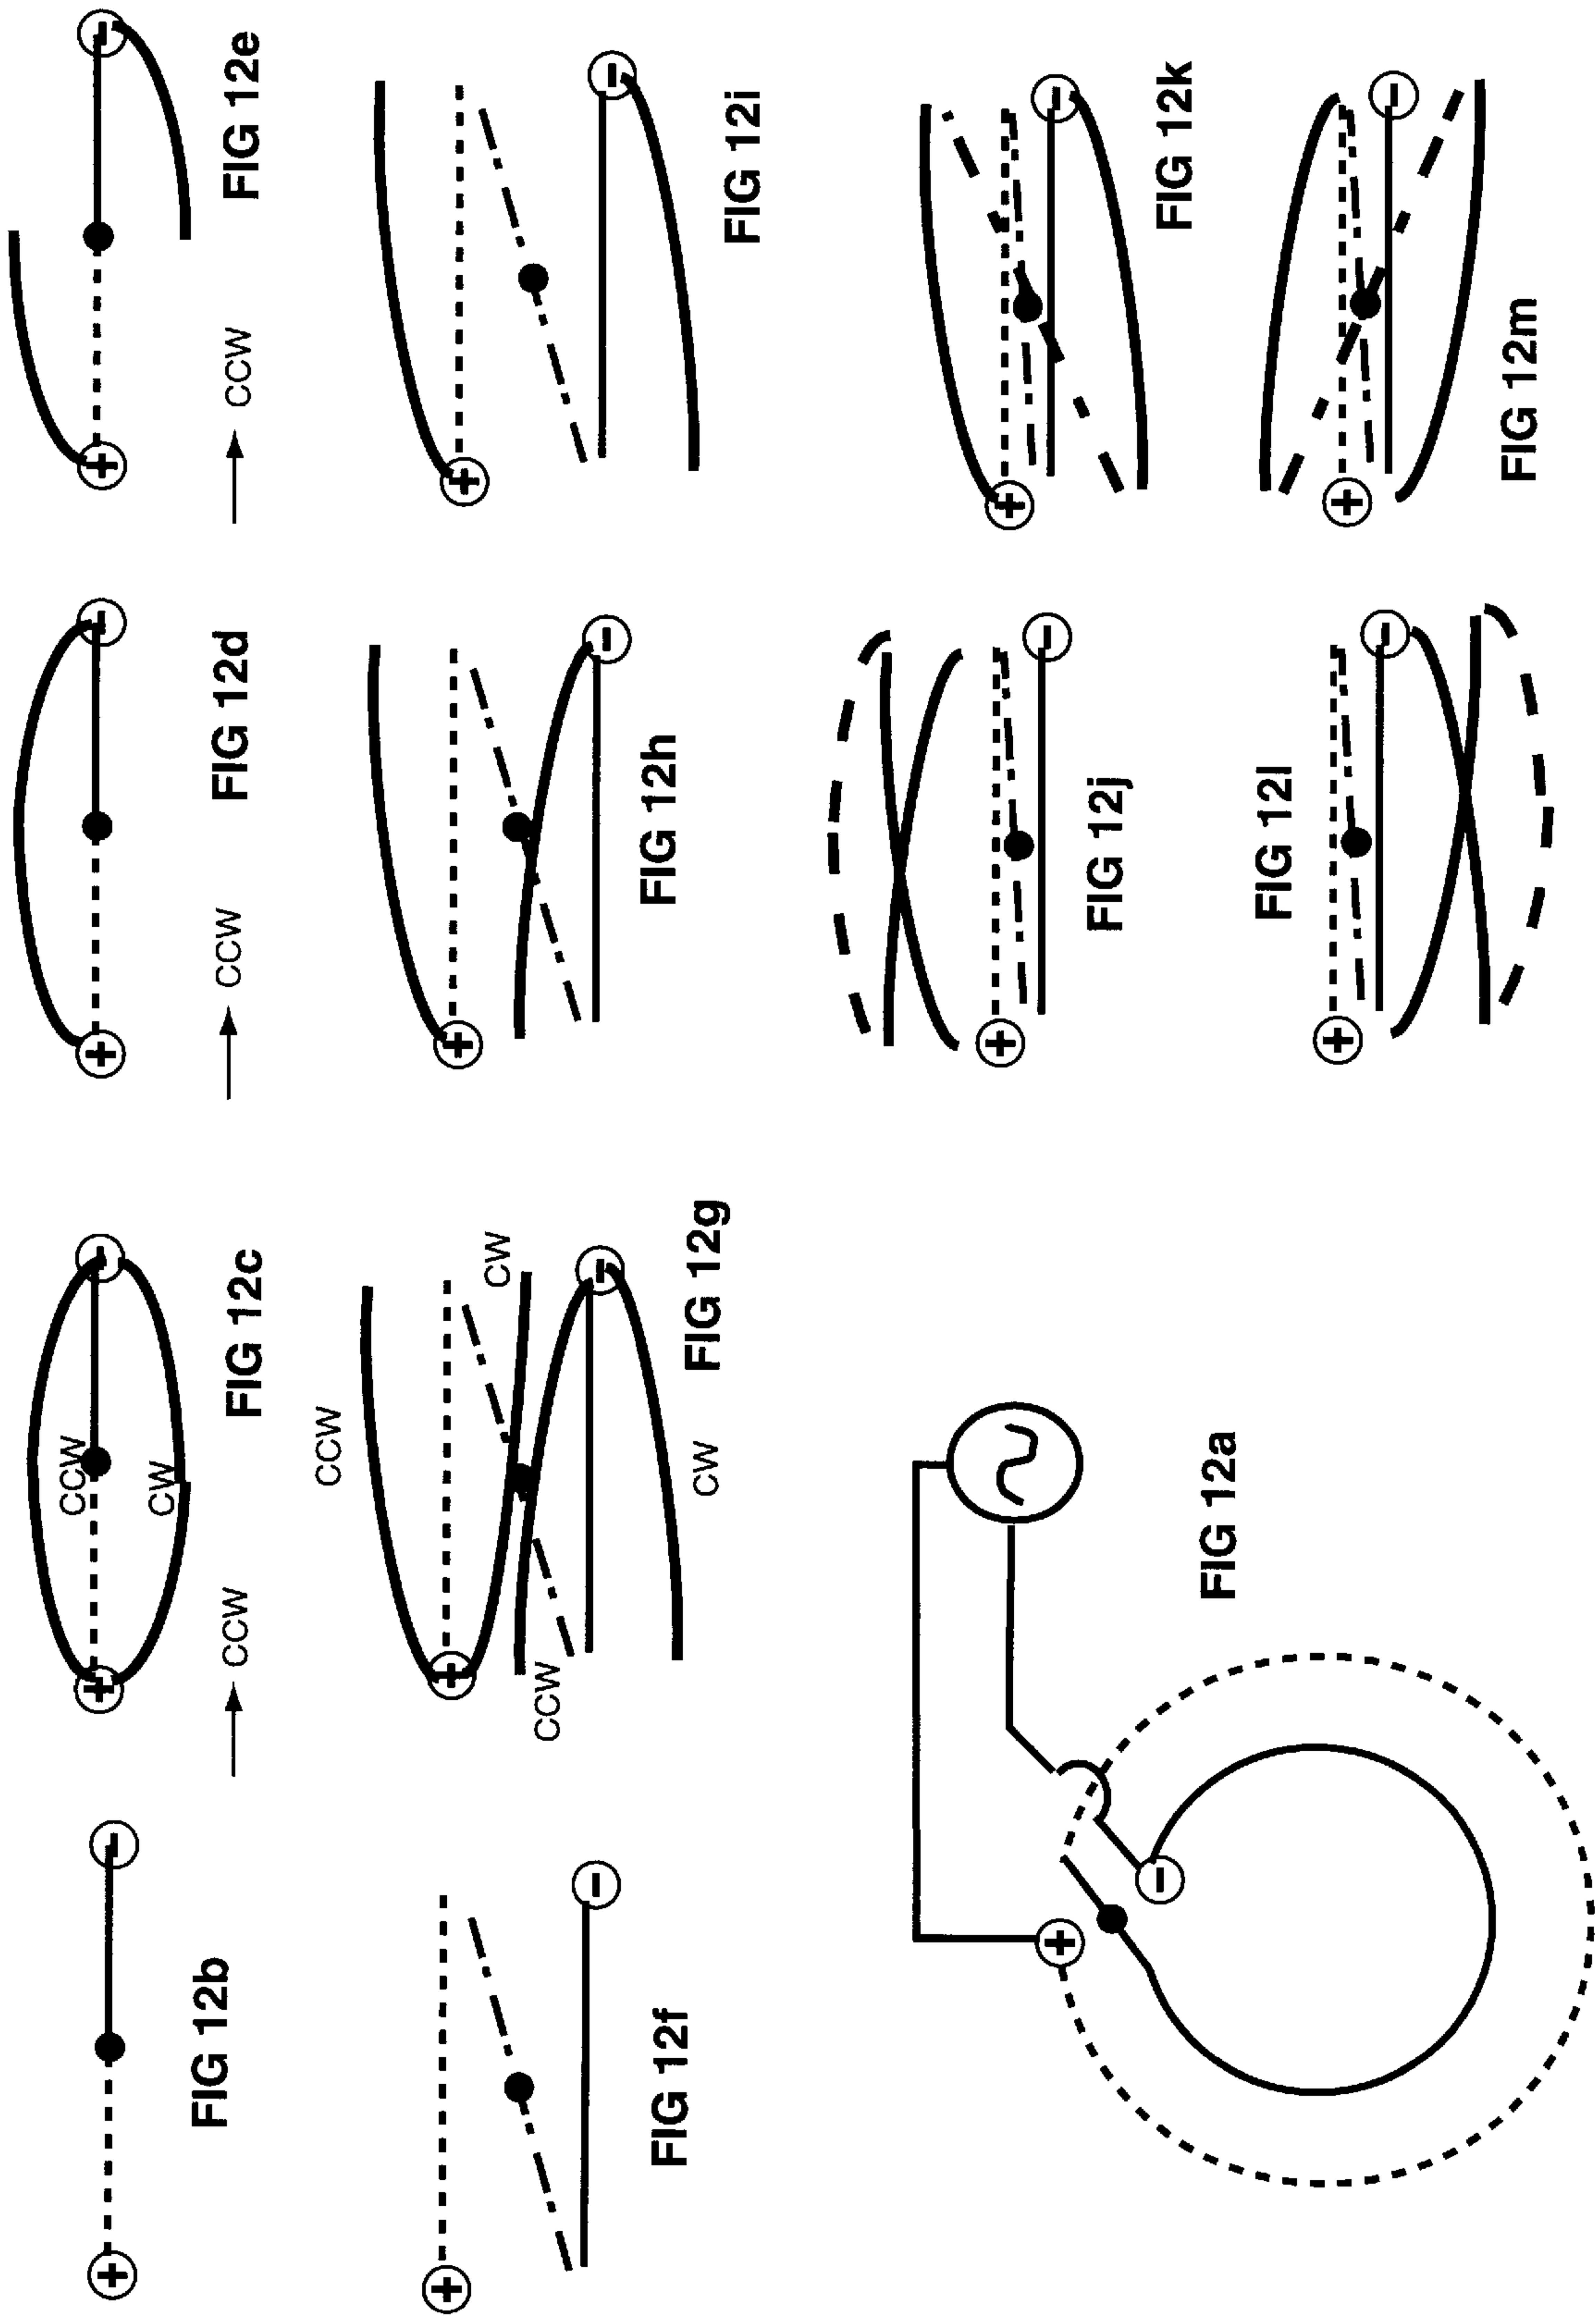 + −
FIG 12b
+ −
CCW
CW
CCW
FIG 12c
+ −
CCW
FIG 12d
+ −
CCW
FIG 12e
+ −
FIG 12f
CCW
+ −
CW
CCW
CW
FIG 12g
+ −
FIG 12h
+ −
FIG 12i
+ −
FIG 12a
+ −
FIG 12j
+ −
FIG 12k
FIG 12l
+ −
+ −
FIG 12m